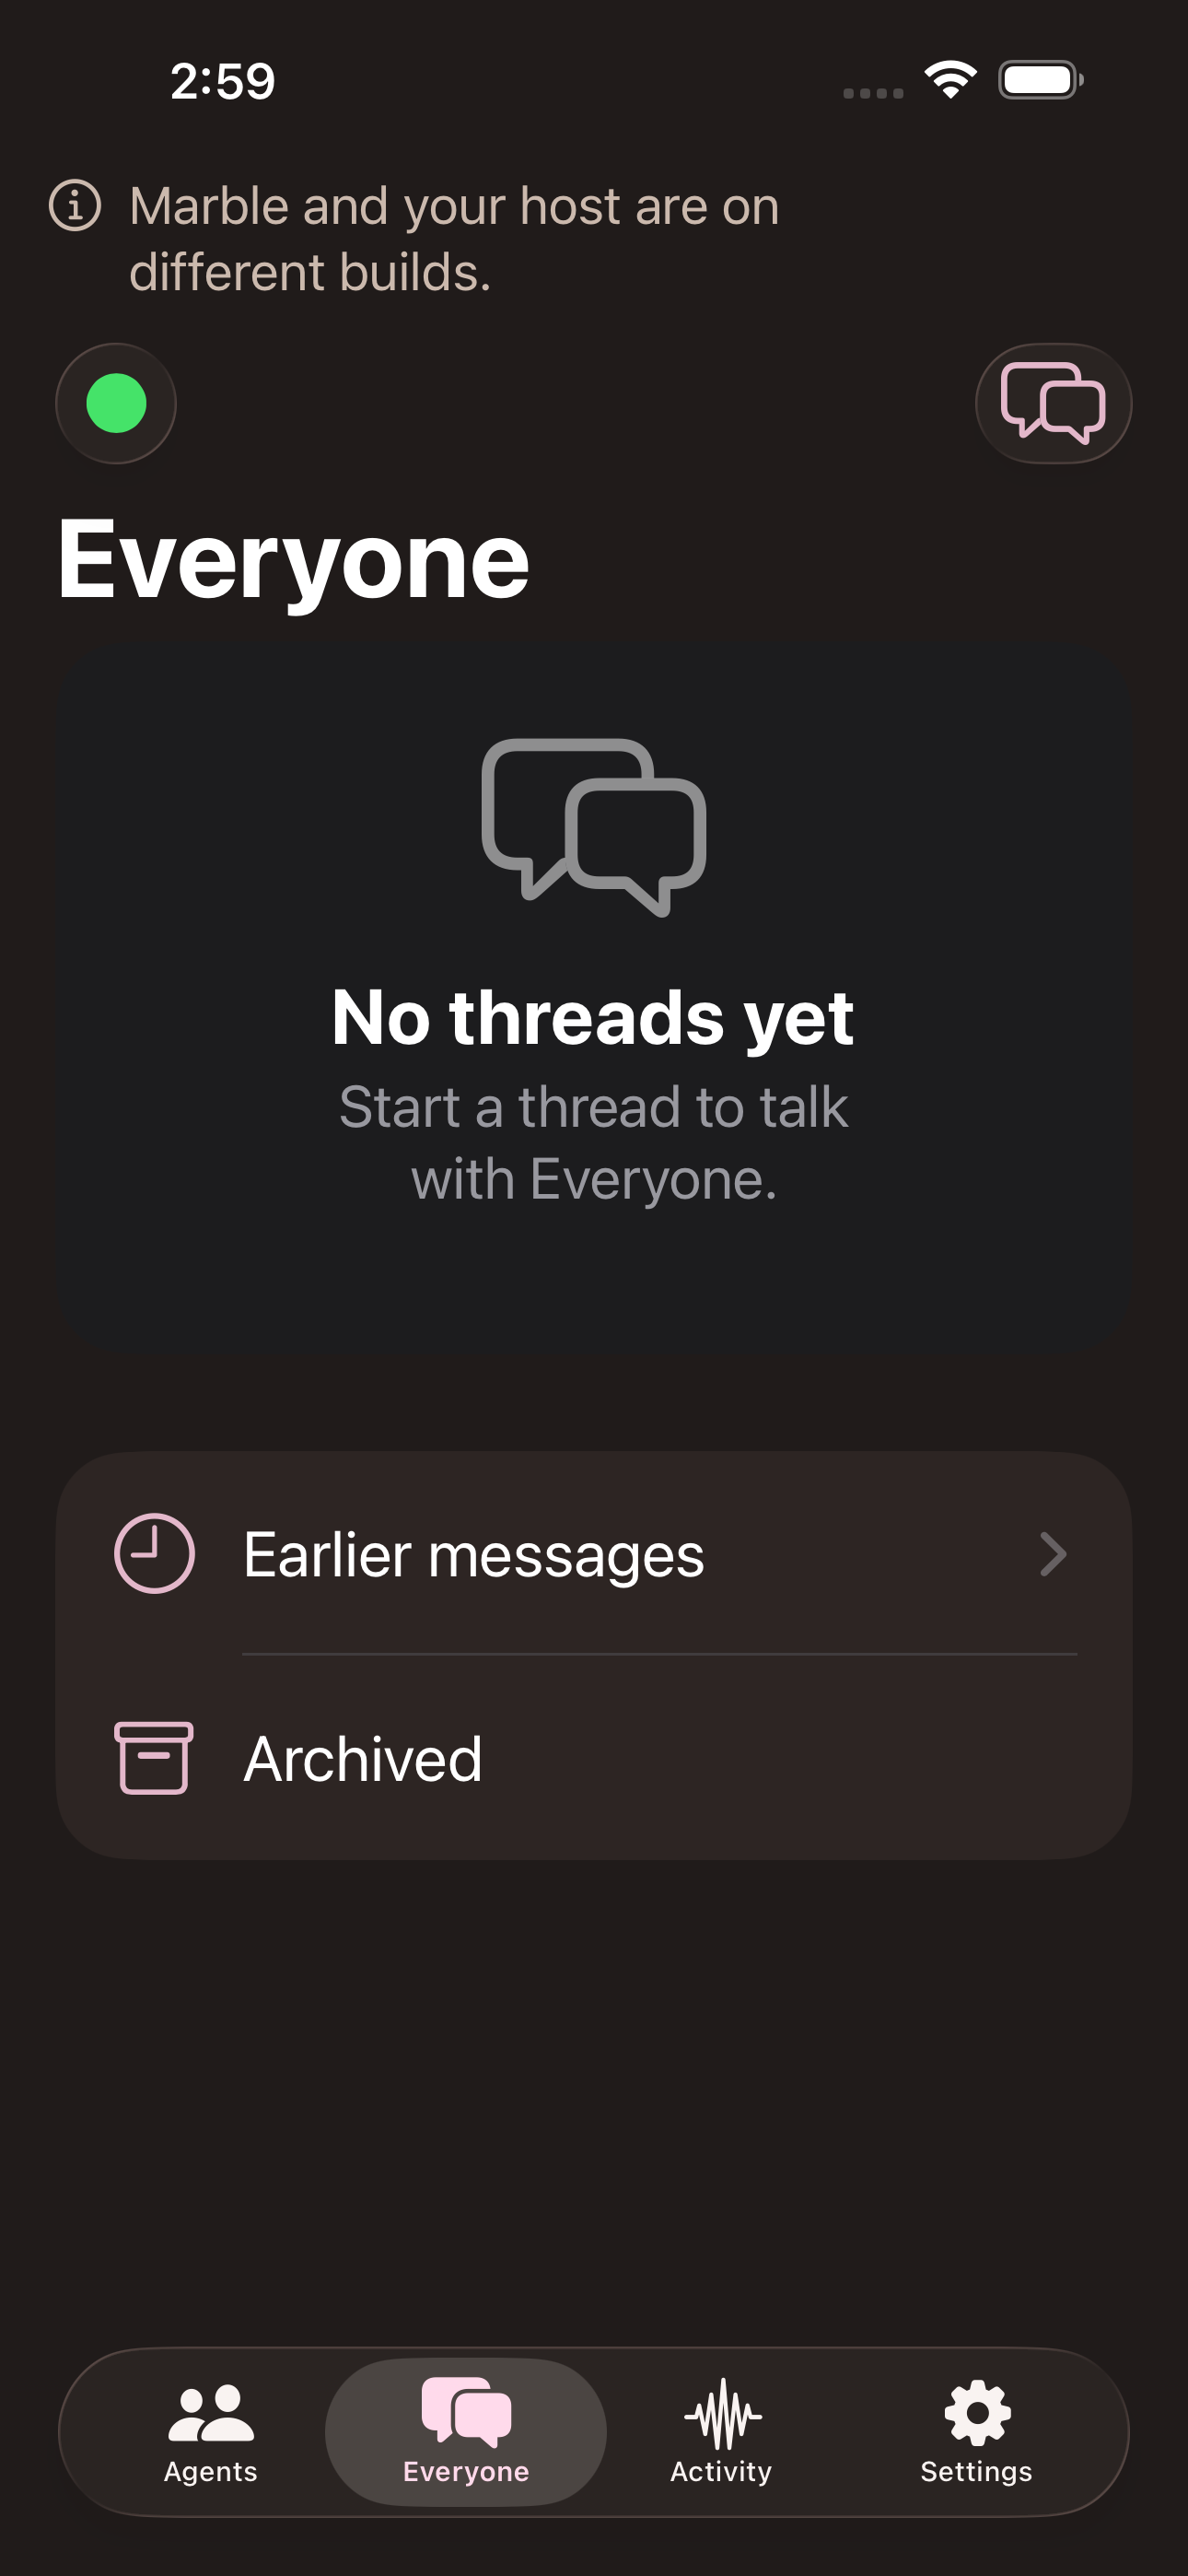 2:59
Marble and your host are on
different builds.
Everyone
No threads yet
Start a thread to talk
with Everyone.
Earlier messages
Archived
Agents
Everyone
Activity
Settings